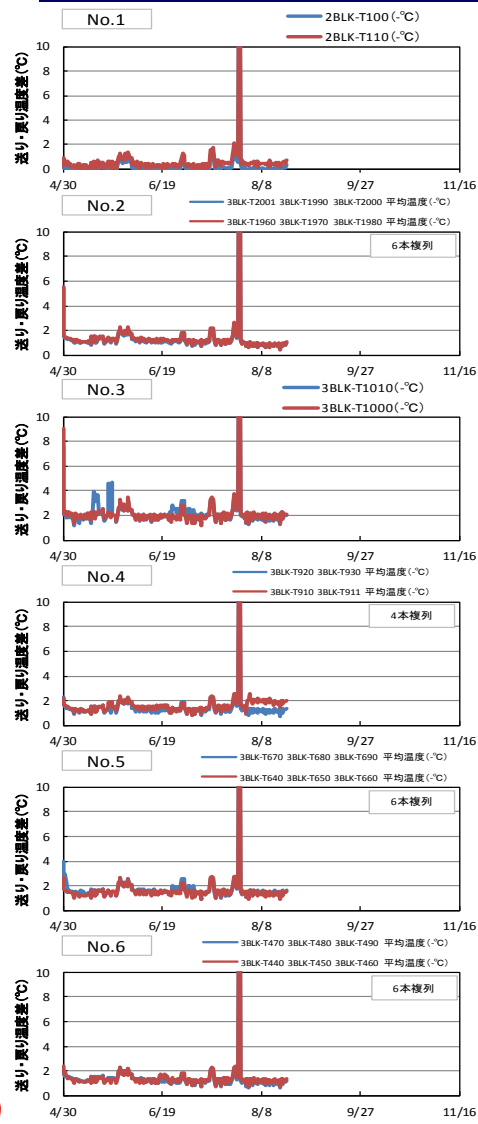 No.1
2BLK-T100(-℃)
2BLK-T110(-℃)
送り・戻り温度差(℃)
10
8
6
4
2
0
4/30 6/19 8/8 9/27 11/16
No.2
3BLK-T2001 3BLK-T1990 3BLK-T2000 平均温度(-℃)
3BLK-T1960 3BLK-T1970 3BLK-T1980 平均温度(-℃)
6本複列
送り・戻り温度差(℃)
10
8
6
4
2
0
4/30 6/19 8/8 9/27 11/16
No.3
3BLK-T1010(-℃)
3BLK-T1000(-℃)
送り・戻り温度差(℃)
10
8
6
4
2
0
4/30 6/19 8/8 9/27 11/16
No.4
3BLK-T920 3BLK-T930 平均温度(-℃)
3BLK-T910 3BLK-T911 平均温度(-℃)
4本複列
送り・戻り温度差(℃)
10
8
6
4
2
0
4/30 6/19 8/8 9/27 11/16
No.5
3BLK-T670 3BLK-T680 3BLK-T690 平均温度(-℃)
3BLK-T640 3BLK-T650 3BLK-T660 平均温度(-℃)
6本複列
送り・戻り温度差(℃)
10
8
6
4
2
0
4/30 6/19 8/8 9/27 11/16
No.6
3BLK-T470 3BLK-T480 3BLK-T490 平均温度(-℃)
3BLK-T440 3BLK-T450 3BLK-T460 平均温度(-℃)
6本複列
送り・戻り温度差(℃)
10
8
6
4
2
0
4/30 6/19 8/8 9/27 11/16